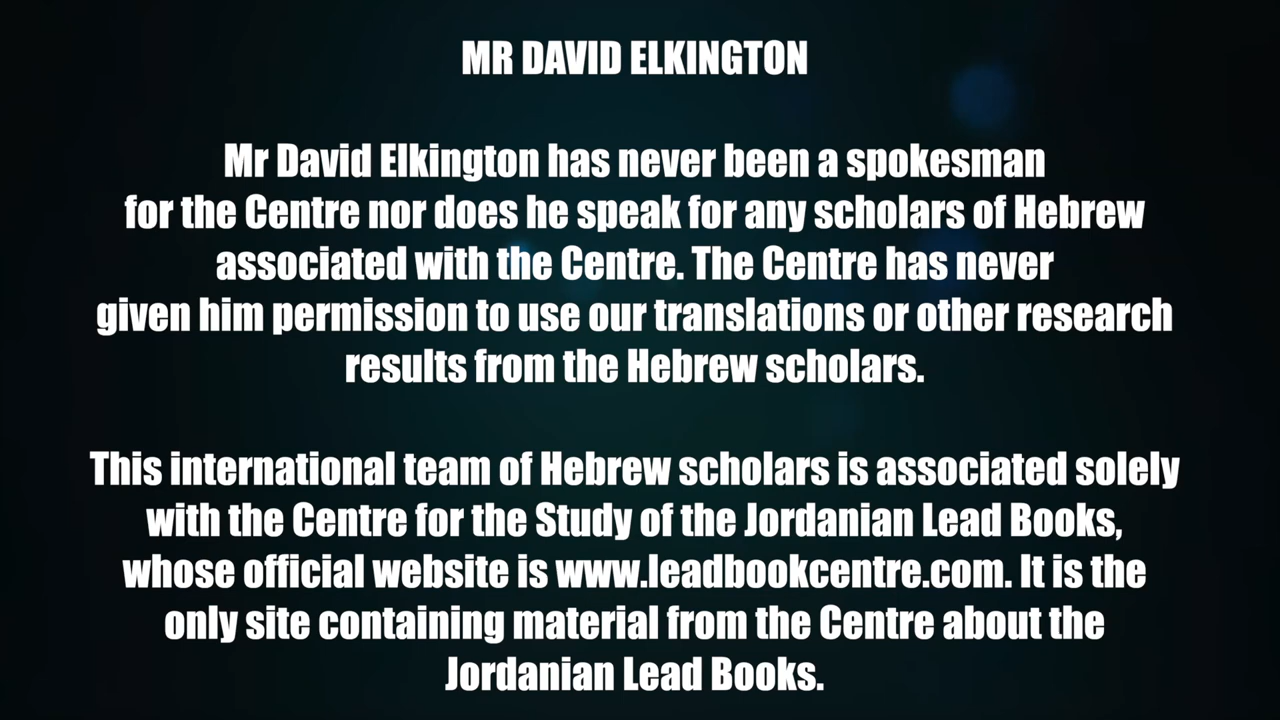 MR DAVID ELKINGTON
Mr David Elkington has never been a spokesman
for the Centre nor does he speak for any scholars of Hebrew
associated with the Centre. The Centre has never
given him permission to use our translations or other research
results from the Hebrew scholars.
This international team of Hebrew scholars is associated solely
with the Centre for the Study of the Jordanian Lead Books,
whose official website is www.leadbookcentre.com. It is the
only site containing material from the Centre about the
Jordanian Lead Books.